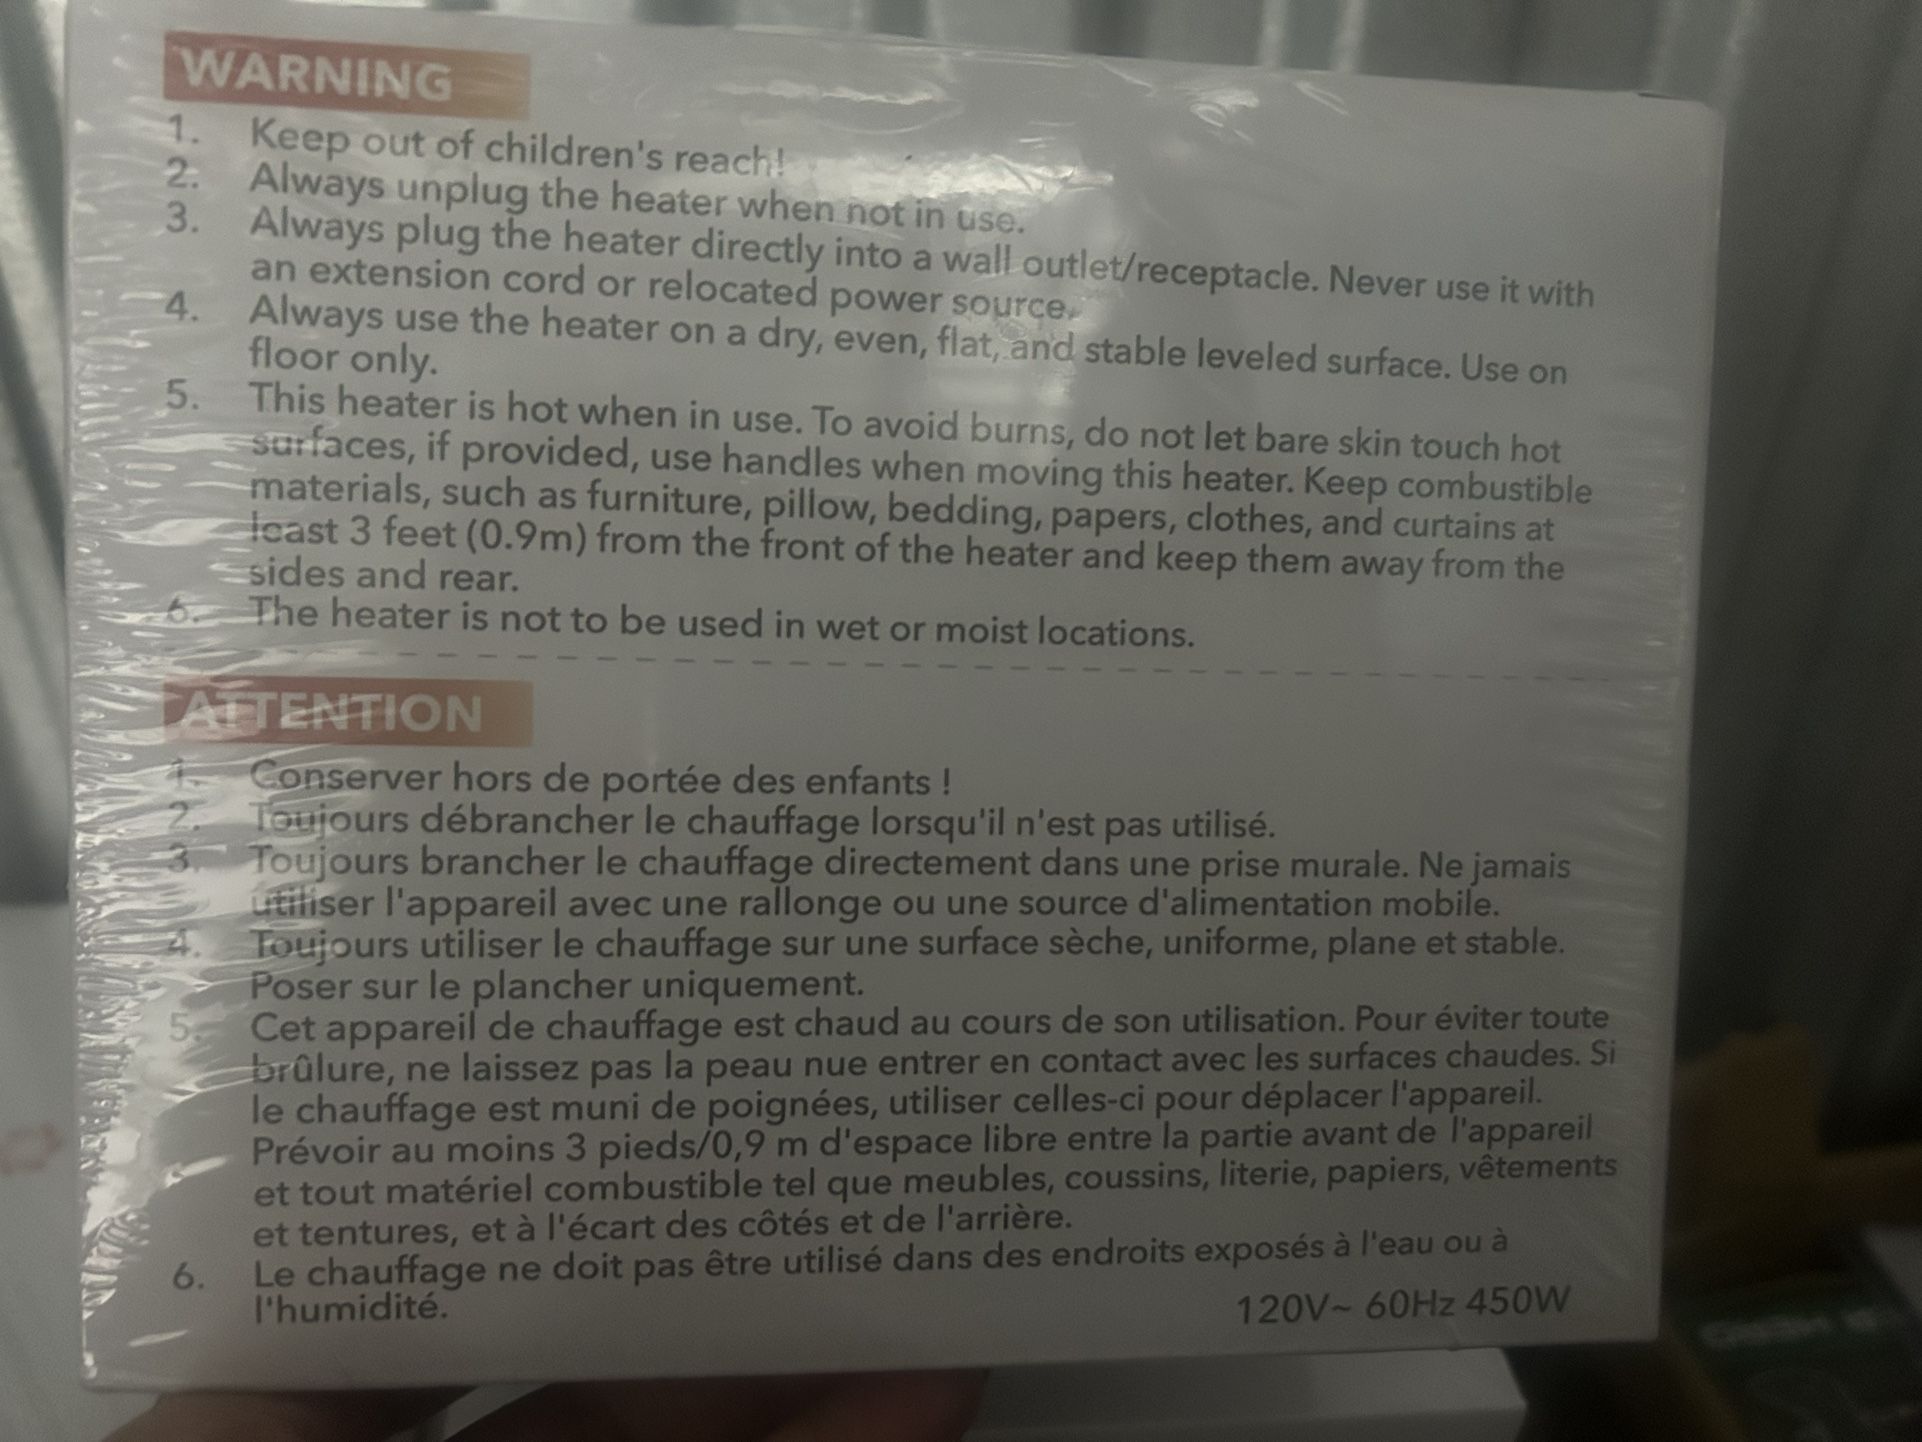 WARNING
1. Keep out of children's reach!
2. Always unplug the heater when not in use.
3. Always plug the heater directly into a wall outlet/receptacle. Never use it with
an extension cord or relocated power source.
4. Always use the heater on a dry, even, flat, and stable leveled surface. Use on
floor only.
5. This heater is hot when in use. To avoid burns, do not let bare skin touch hot
surfaces, if provided, use handles when moving this heater. Keep combustible
materials, such as furniture, pillow, bedding, papers, clothes, and curtains at
least 3 feet (0.9m) from the front of the heater and keep them away from the
sides and rear.
6. The heater is not to be used in wet or moist locations.
ATTENTION
1. Conserver hors de portée des enfants !
2. Toujours débrancher le chauffage lorsqu'il n'est pas utilisé.
3. Toujours brancher le chauffage directement dans une prise murale. Ne jamais
utiliser l'appareil avec une rallonge ou une source d'alimentation mobile.
4. Toujours utiliser le chauffage sur une surface sèche, uniforme, plane et stable.
Poser sur le plancher uniquement.
5. Cet appareil de chauffage est chaud au cours de son utilisation. Pour éviter toute
brûlure, ne laissez pas la peau nue entrer en contact avec les surfaces chaudes. Si
le chauffage est muni de poignées, utiliser celles-ci pour déplacer l'appareil.
Prévoir au moins 3 pieds/0,9 m d'espace libre entre la partie avant de l'appareil
et tout matériel combustible tel que meubles, coussins, literie, papiers, vêtements
et tentures, et à l'écart des côtés et de l'arrière.
6. Le chauffage ne doit pas être utilisé dans des endroits exposés à l'eau ou à
l'humidité.
120V~ 60Hz 450W